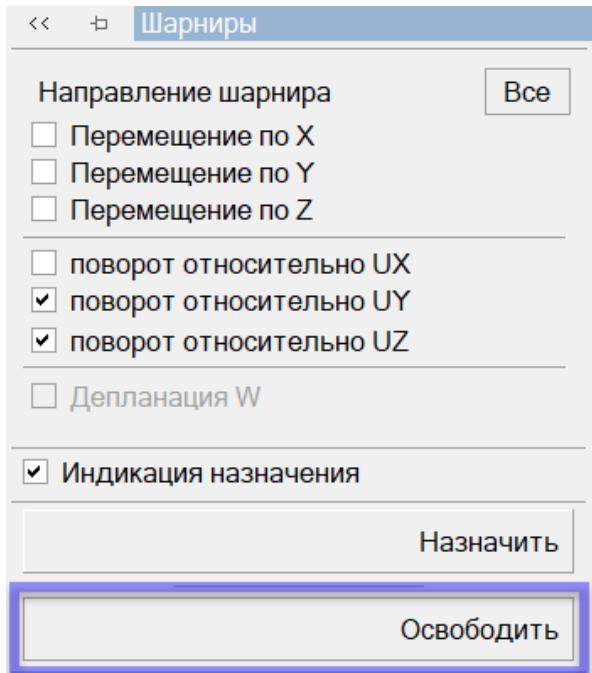 << Шарниры
Направление шарнира Все
Перемещение по X
Перемещение по Y
Перемещение по Z
поворот относительно UX
поворот относительно UY
поворот относительно UZ
Депланация W
Индикация назначения
Назначить
Освободить